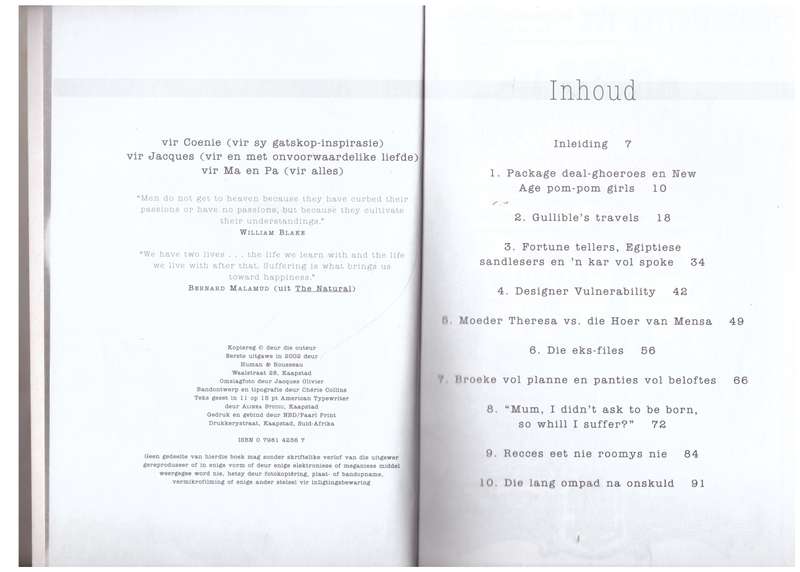 vir Coenie (vir sy gatskop-inspirasie)
vir Jacques (vir en met onvoorwaardelike liefde)
vir Ma en Pa (vir alles)
"Men do not get to heaven because they have curbed their
passions or have no passions, but because they cultivate
their understandings."
WILLIAM BLAKE
"We have two lives . . . the life we learn with and the life
we live with after that. Suffering is what brings us
toward happiness."
BERNARD MALAMUD (uit The Natural)
Kopiereg © deur die outeur
Eerste uitgawe in 2002 deur
Human & Rousseau
Waalstraat 28, Kaapstad
Omslagfoto deur Jacques Olivier
Bandontwerp en tipografie deur Chérie Collins
Teks geset in 11 op 15 pt American Typewriter
deur ALINEA STUDIO, Kaapstad
Gedruk en gebind deur NBD/Paarl Print
Drukkerystraat, Kaapstad, Suid-Afrika
ISBN 0 7981 4256 7
Geen gedeelte van hierdie boek mag sonder skriftelike verlof van die uitgewer
gereproduseer of in enige vorm of deur enige elektroniese of meganiese middel
weergegee word nie, hetsy deur fotokopiëring, plaat- of bandopname,
vermikrofilming of enige ander stelsel vir inligtingsbewaring
Inhoud
Inleiding 7
1. Package deal-ghoeroes en New
Age pom-pom girls 10
2. Gullible's travels 18
3. Fortune tellers, Egiptiese
sandlesers en 'n kar vol spoke 34
4. Designer Vulnerability 42
5. Moeder Theresa vs. die Hoer van Mensa 49
6. Die eks-files 56
7. Broeke vol planne en panties vol beloftes 66
8. "Mum, I didn't ask to be born,
so whill I suffer?" 72
9. Recces eet nie roomys nie 84
10. Die lang ompad na onskuld 91